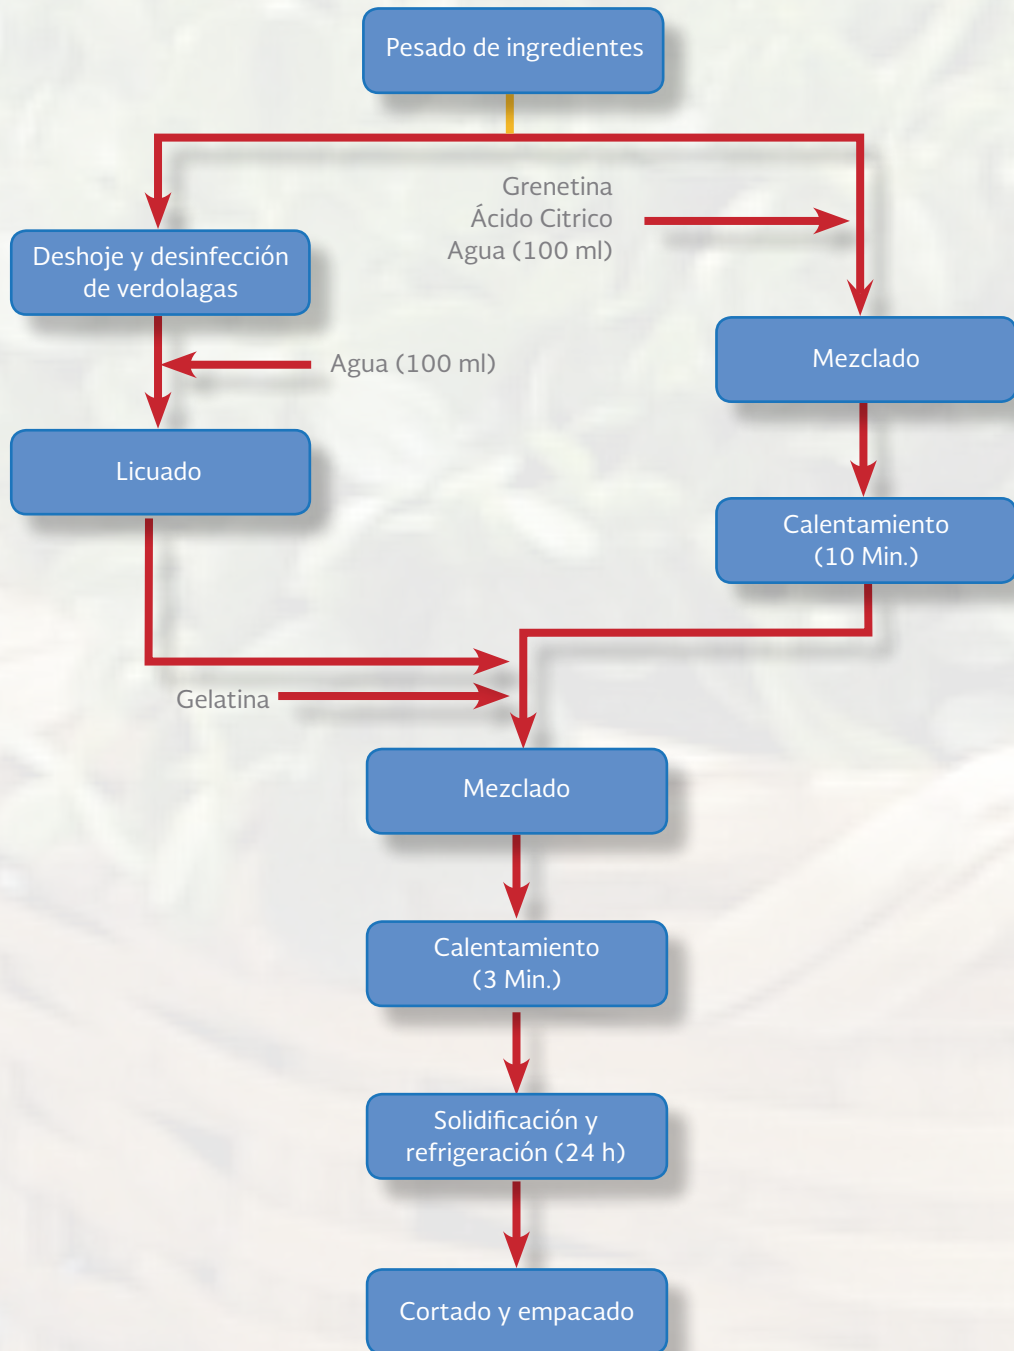 Pesado de ingredientes
Grenetina
Ácido Citrico
Agua (100 ml)
Deshoje y desinfección
de verdolagas
Agua (100 ml)
Mezclado
Licuado
Calentamiento
(10 Min.)
Gelatina
Mezclado
Calentamiento
(3 Min.)
Solidificación y
refrigeración (24 h)
Cortado y empacado